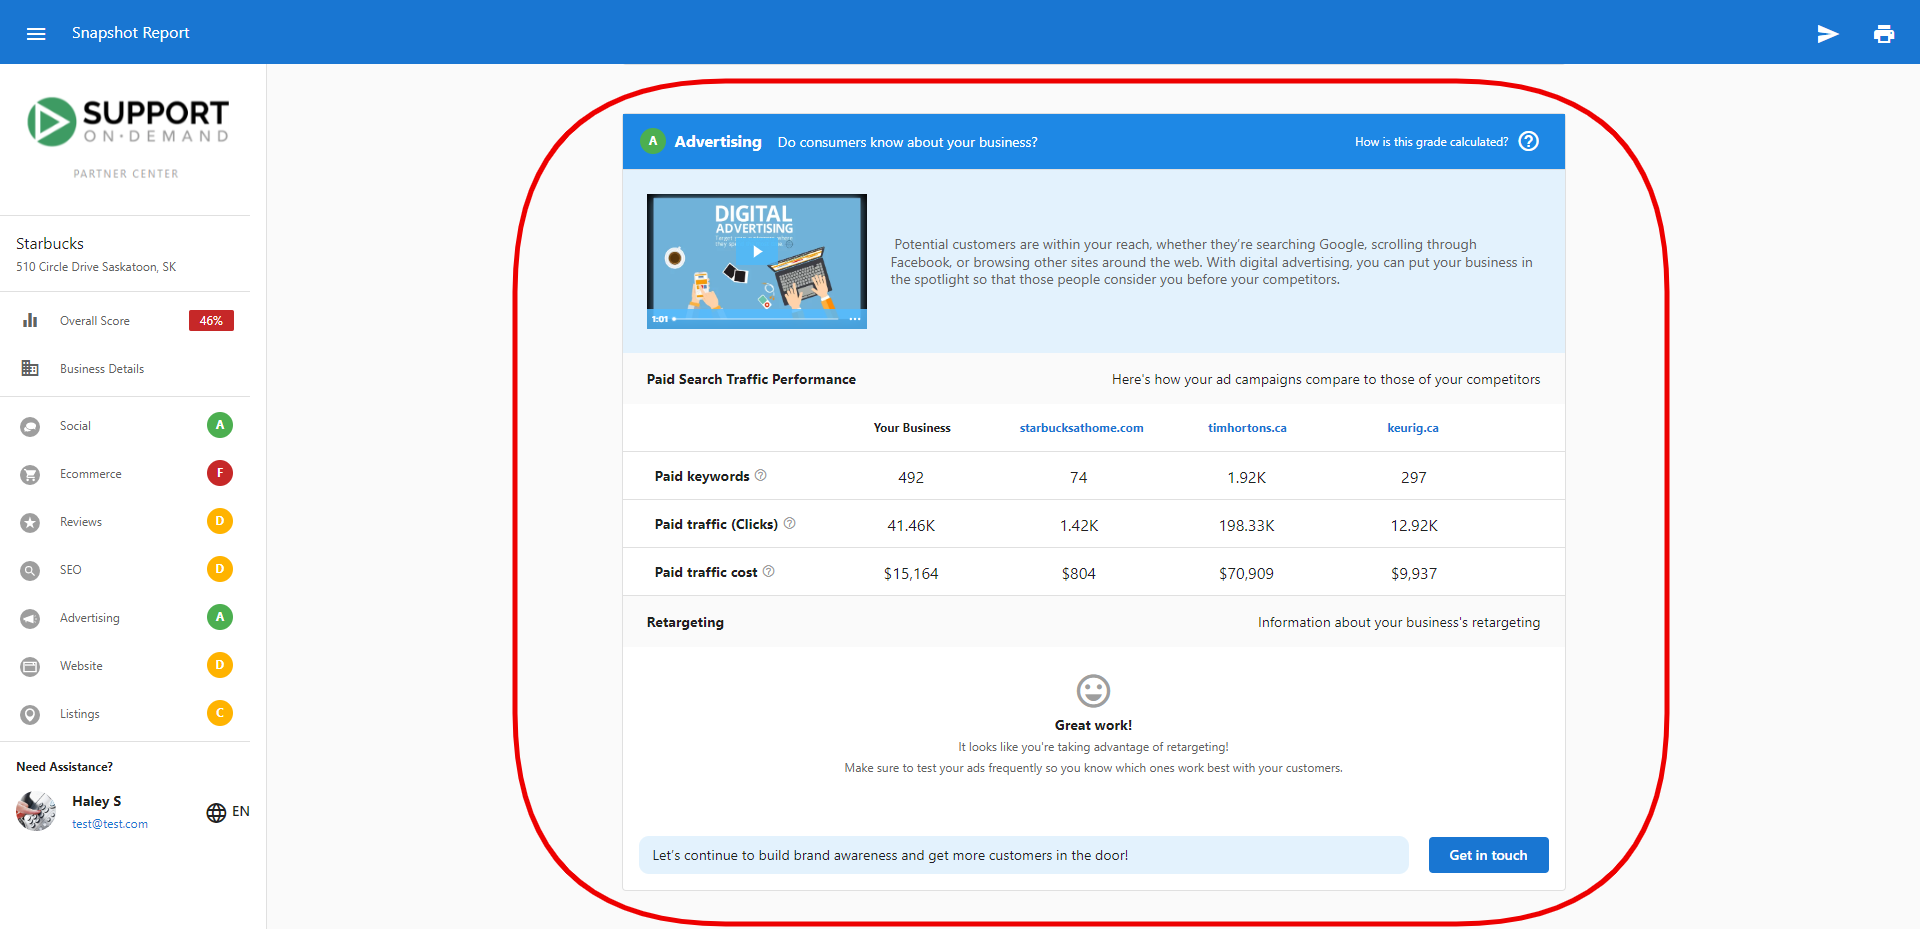 Snapshot Report
SUPPORT
ON·DEMAND
PARTNER CENTER
Starbucks
510 Circle Drive Saskatoon, SK
Overall Score 46%
Business Details
Social A
Ecommerce F
Reviews D
SEO D
Advertising A
Website D
Listings C
Need Assistance?
Haley S
test@test.com
EN
A Advertising Do consumers know about your business? How is this grade calculated?
DIGITAL
ADVERTISING
1:01
Potential customers are within your reach, whether they're searching Google, scrolling through
Facebook, or browsing other sites around the web. With digital advertising, you can put your business in
the spotlight so that those people consider you before your competitors.
Paid Search Traffic Performance Here's how your ad campaigns compare to those of your competitors
Your Business starbucksathome.com timhortons.ca keurig.ca
Paid keywords 492 74 1.92K 297
Paid traffic (Clicks) 41.46K 1.42K 198.33K 12.92K
Paid traffic cost $15,164 $804 $70,909 $9,937
Retargeting Information about your business's retargeting
Great work!
It looks like you're taking advantage of retargeting!
Make sure to test your ads frequently so you know which ones work best with your customers.
Let's continue to build brand awareness and get more customers in the door! Get in touch